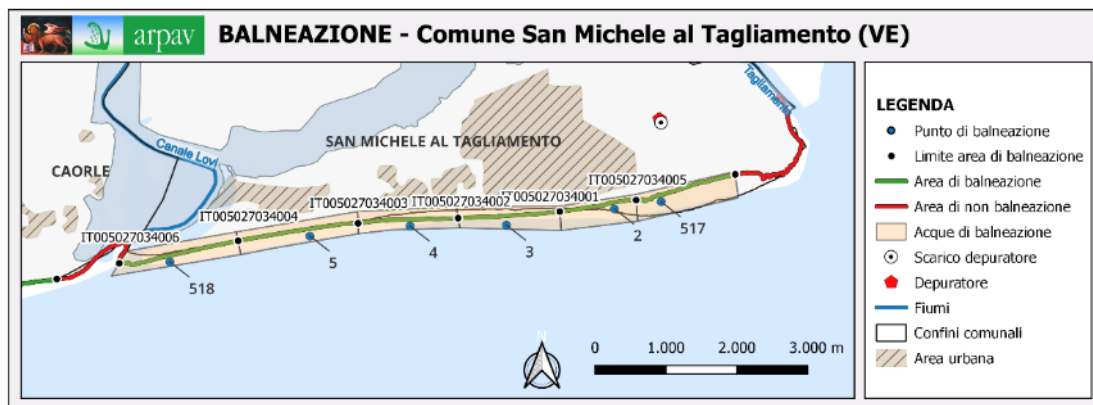 arpav
BALNEAZIONE - Comune San Michele al Tagliamento (VE)
Tagliamento
Canale Lovi
SAN MICHELE AL TAGLIAMENTO
CAORLE
IT005027034005
IT005027034001
IT005027034002
IT005027034003
IT005027034004
IT005027034006
518
5
4
3
2
517
N
0 1.000 2.000 3.000 m
LEGENDA
Punto di balneazione
Limite area di balneazione
Area di balneazione
Area di non balneazione
Acque di balneazione
Scarico depuratore
Depuratore
Fiumi
Confini comunali
Area urbana